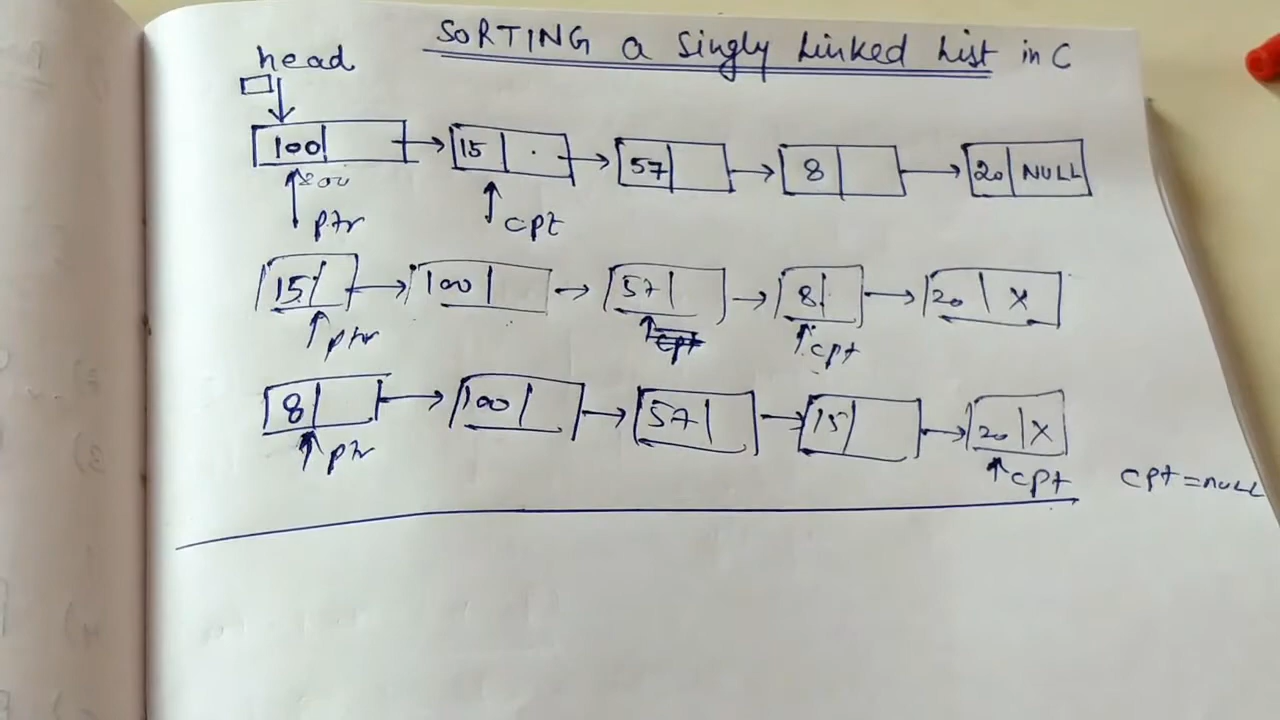 SORTING a Singly Linked List in C
head
100 15 57 8 20 NULL
ptr cpt
15 100 57 8 20 X
ptr cpt cpt
8 100 57 15 20 X
ptr cpt cpt = NULL